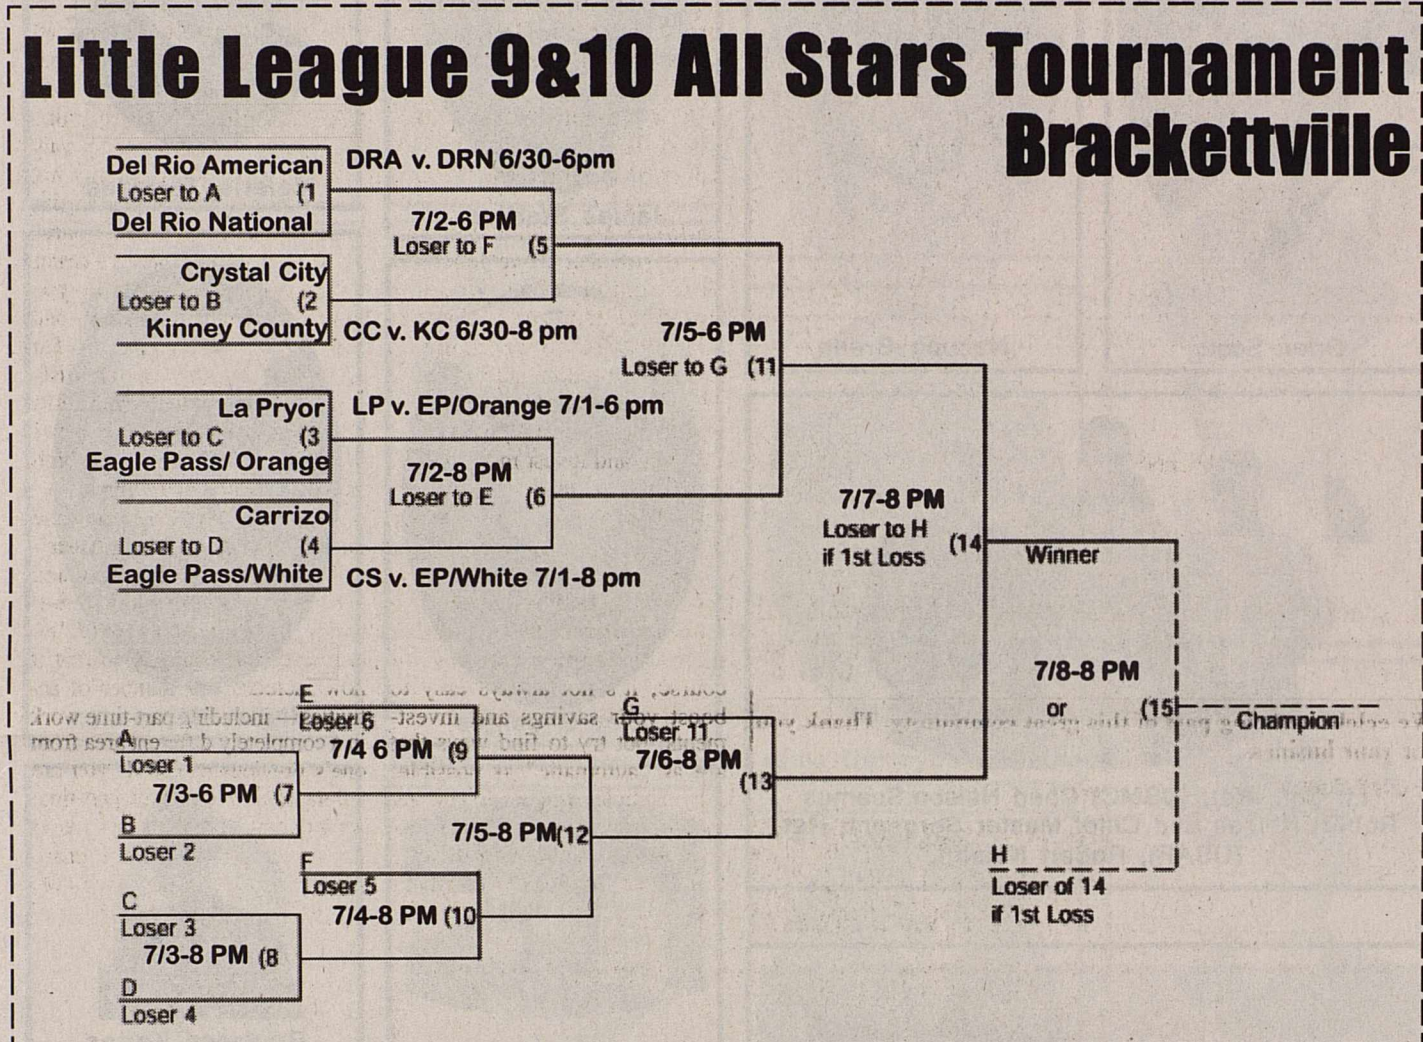 Little League 9&10 All Stars Tournament
Brackettville
Del Rio American
Loser to A (1
Del Rio National
DRA v. DRN 6/30-6pm
7/2-6 PM
Loser to F (5
Crystal City
Loser to B (2
Kinney County
CC v. KC 6/30-8 pm
7/5-6 PM
Loser to G (11
La Pryor
Loser to C (3
Eagle Pass/ Orange
LP v. EP/Orange 7/1-6 pm
7/2-8 PM
Loser to E (6
Carrizo
Loser to D (4
Eagle Pass/White
CS v. EP/White 7/1-8 pm
7/7-8 PM
Loser to H
if 1st Loss (14
Winner
7/8-8 PM
or (15
Champion
E
Loser 6
7/4 6 PM (9
A
Loser 1
7/3-6 PM (7
B
Loser 2
G
Loser 11
7/6-8 PM
(13
7/5-8 PM(12
F
Loser 5
7/4-8 PM (10
C
Loser 3
7/3-8 PM (8
D
Loser 4
H
Loser of 14
if 1st Loss